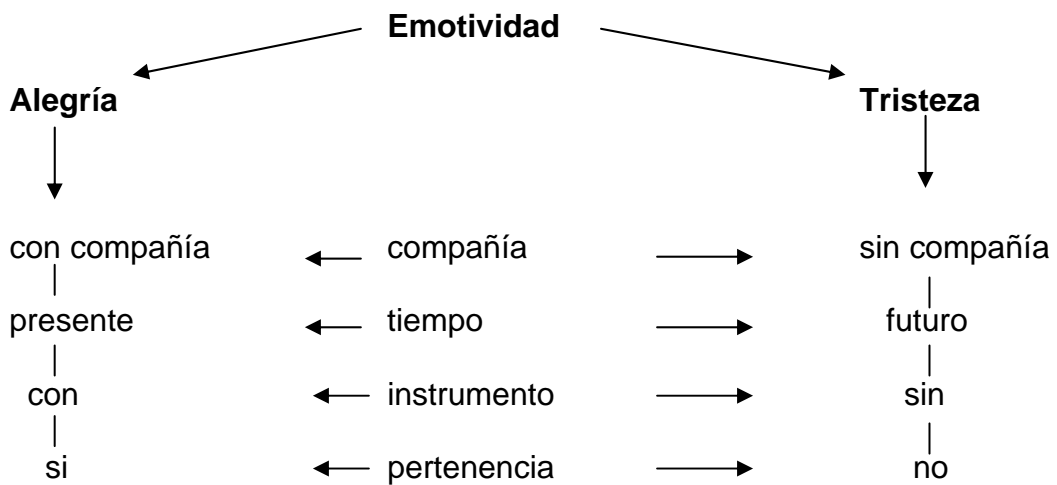 Emotividad
Alegría Tristeza
con compañía compañía sin compañía
presente tiempo futuro
con instrumento sin
si pertenencia no